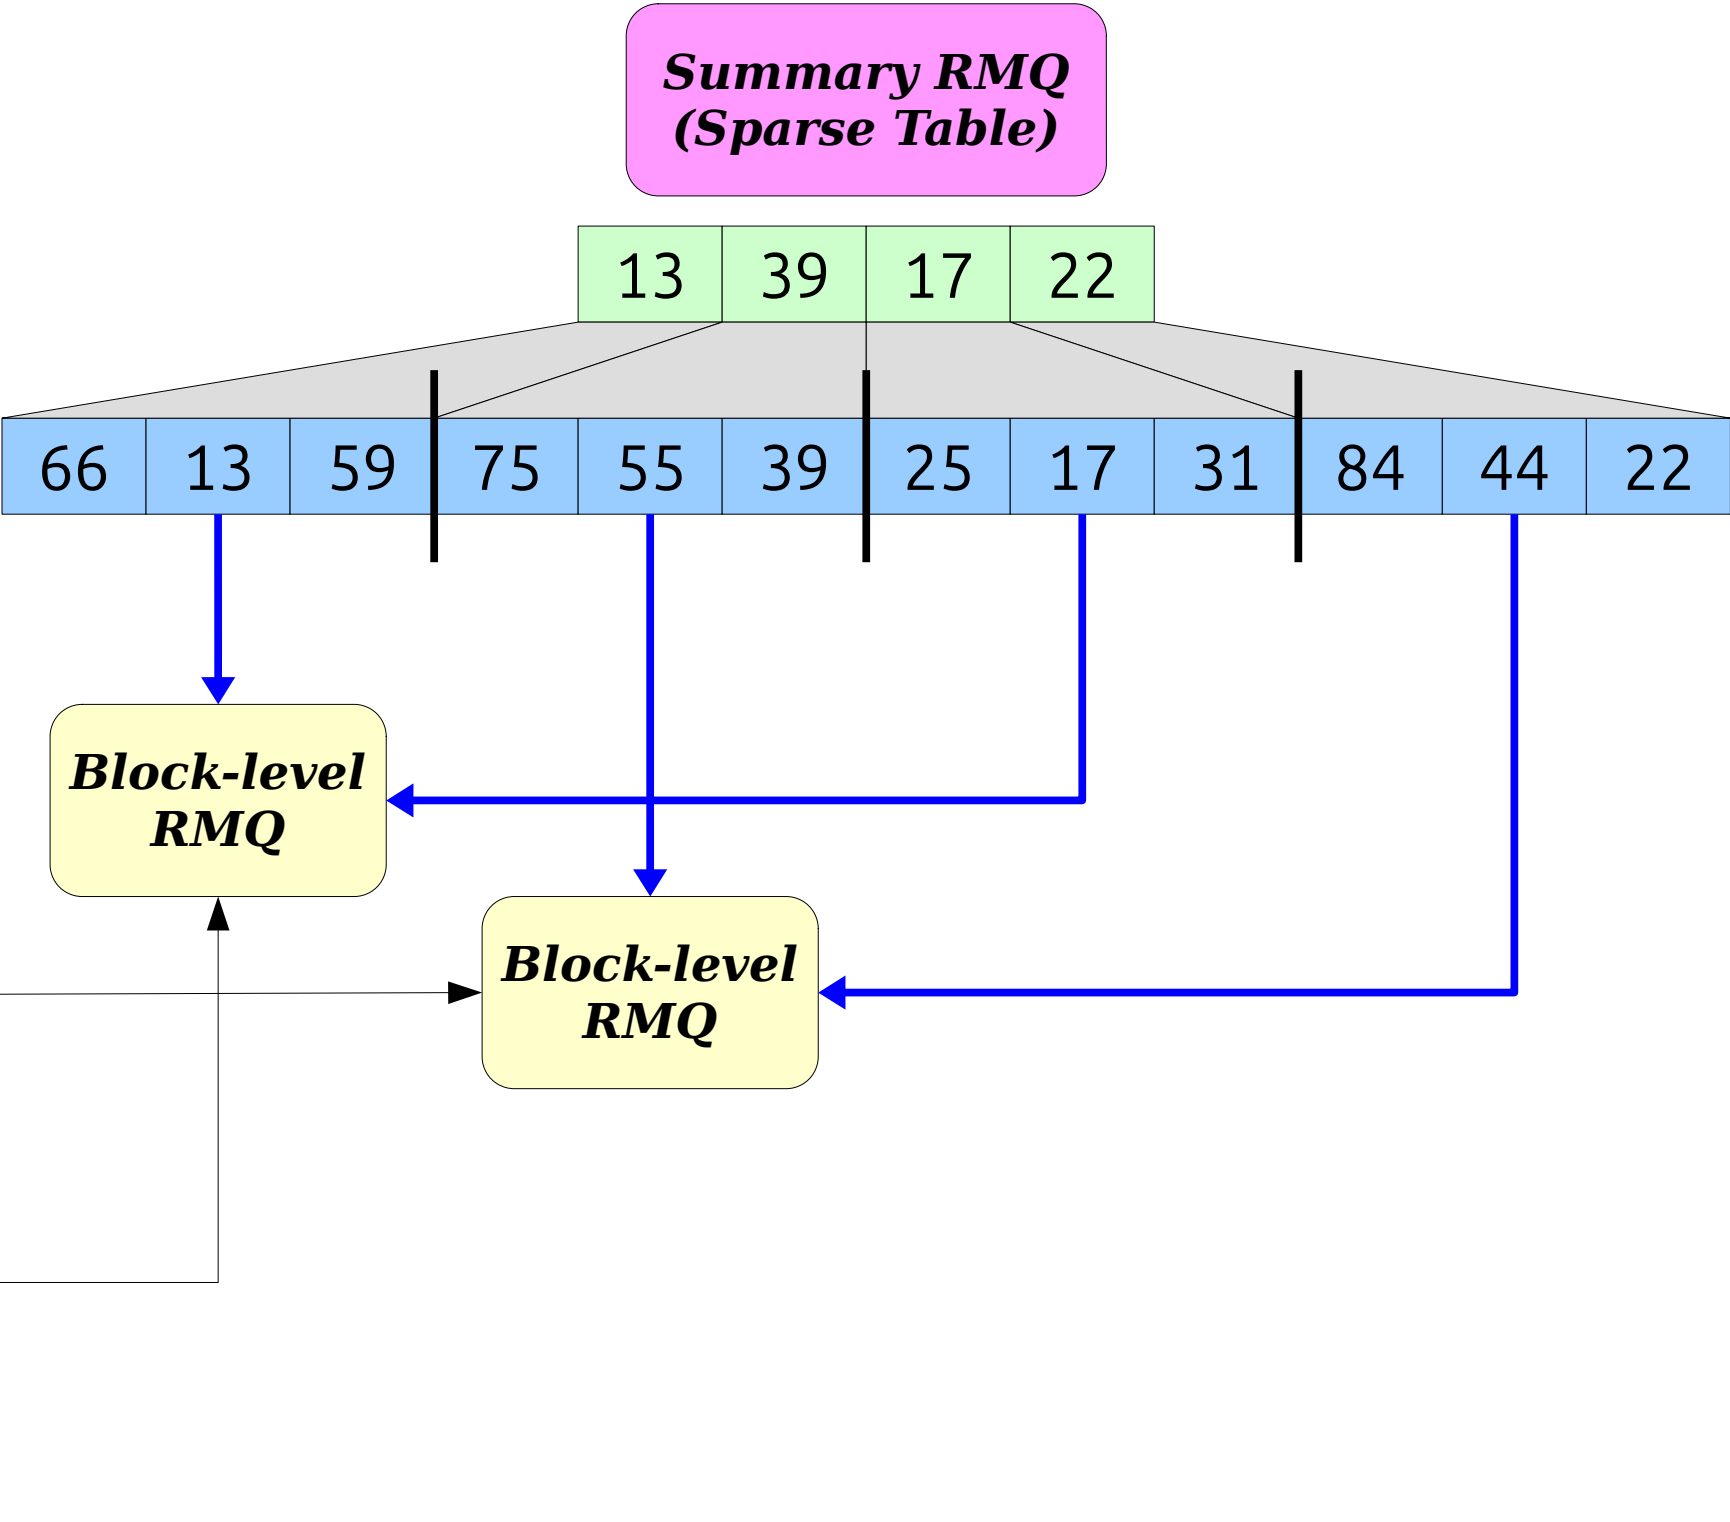 Summary RMQ
(Sparse Table)
13 39 17 22
66 13 59 75 55 39 25 17 31 84 44 22
Block-level
RMQ
Block-level
RMQ